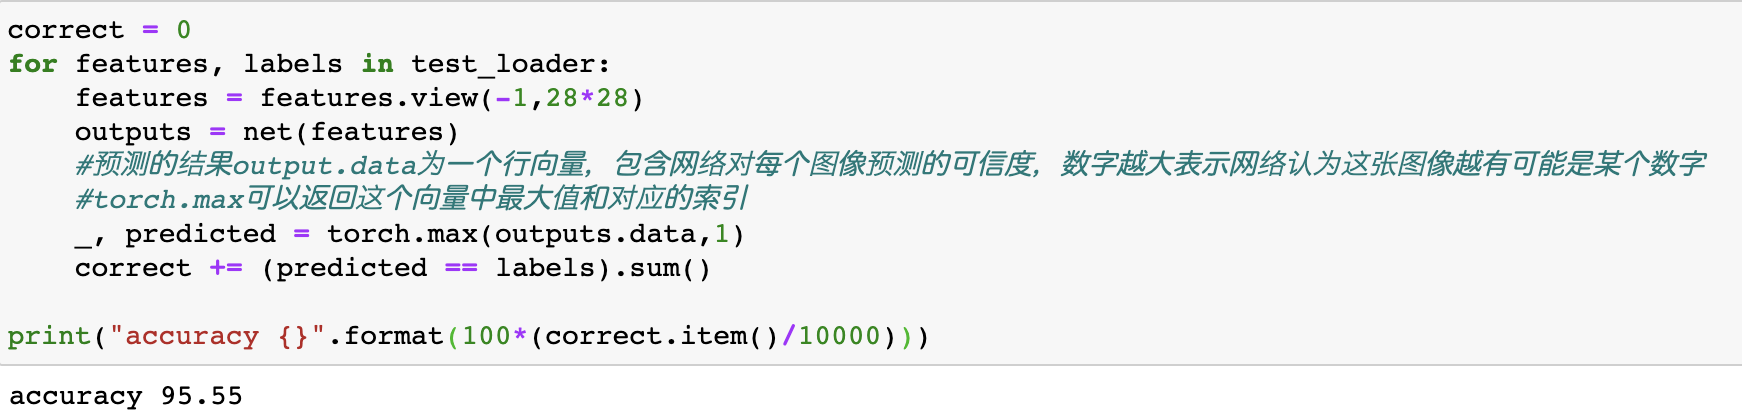 correct = 0
for features, labels in test_loader:
    features = features.view(-1,28*28)
    outputs = net(features)
    #预测的结果output.data为一个行向量，包含网络对每个图像预测的可信度，数字越大表示网络认为这张图像越有可能是某个数字
    #torch.max可以返回这个向量中最大值和对应的索引
    _, predicted = torch.max(outputs.data,1)
    correct += (predicted == labels).sum()
print("accuracy {}".format(100*(correct.item()/10000)))
accuracy 95.55